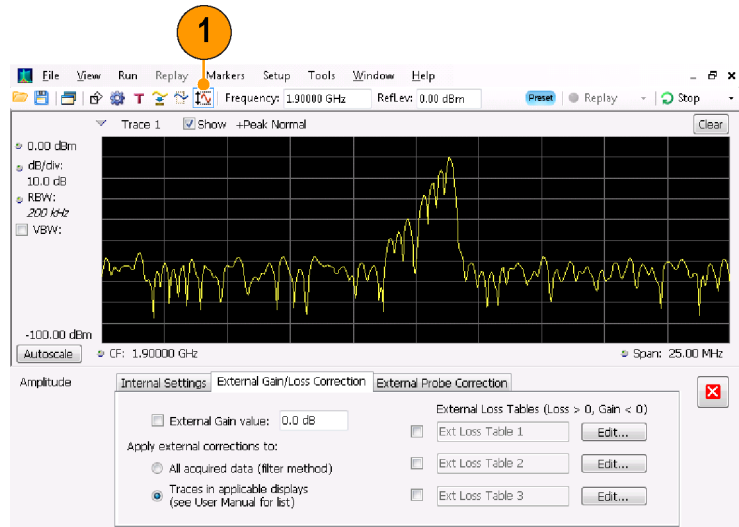 1
File View Run Replay Markers Setup Tools Window Help
T Frequency: 1.90000 GHz RefLev: 0.00 dBm Preset Replay Stop
Trace 1 Show +Peak Normal Clear
0.00 dBm
dB/div:
10.0 dB
RBW:
200 kHz
VBW:
-100.00 dBm
Autoscale CF: 1.90000 GHz Span: 25.00 MHz
Amplitude Internal Settings External Gain/Loss Correction External Probe Correction
External Loss Tables (Loss > 0, Gain < 0)
External Gain value: 0.0 dB
Ext Loss Table 1 Edit...
Apply external corrections to:
All acquired data (filter method)
Ext Loss Table 2 Edit...
Traces in applicable displays
(see User Manual for list)
Ext Loss Table 3 Edit...